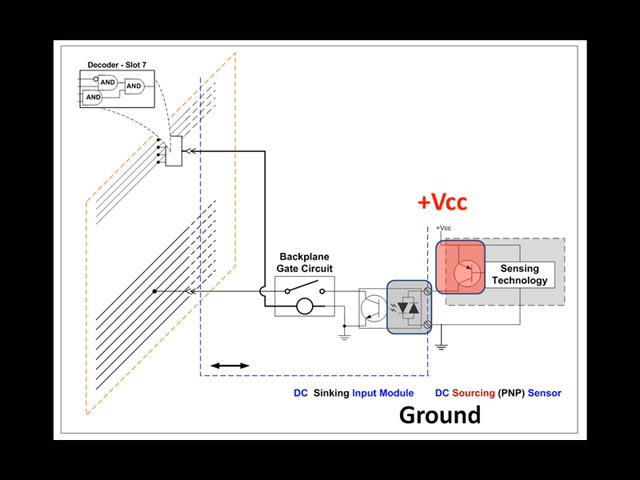 Decoder - Slot 7
AND
AND
AND
+Vcc
+Vcc
Backplane
Gate Circuit
Sensing
Technology
DC Sinking Input Module
DC Sourcing (PNP) Sensor
Ground